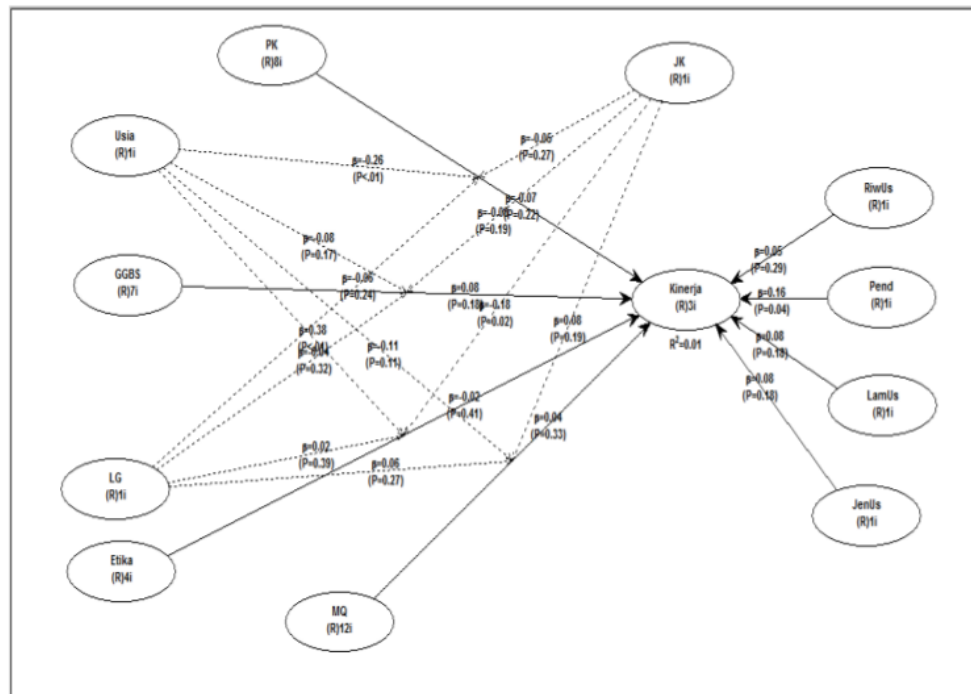 PK
(R)8i
JK
(R)1i
Usia
(R)1i
β=-0.26
(P<.01)
(P=0.27)
RiwUs
(R)1i
β=-0.07
(P=0.22)
(P=0.19)
β=-0.08
(P=0.17)
β=0.05
(P=0.29)
GGBS
(R)7i
β=-0.06
(P=0.24)
β=0.08
(P=0.18)
Kinerja
(R)3i
R²=0.01
β=0.16
(P=0.04)
Pend
(R)1i
β=-0.18
(P=0.02)
β=0.08
(P=0.19)
β=0.38
(P=0.32)
β=-0.11
(P=0.11)
β=0.08
(P=0.18)
β=0.08
(P=0.18)
LamUs
(R)1i
β=-0.02
(P=0.41)
β=0.04
(P=0.33)
β=0.02
(P=0.39)
β=0.06
(P=0.27)
LG
(R)1i
JenUs
(R)1i
Etika
(R)4i
MQ
(R)12i